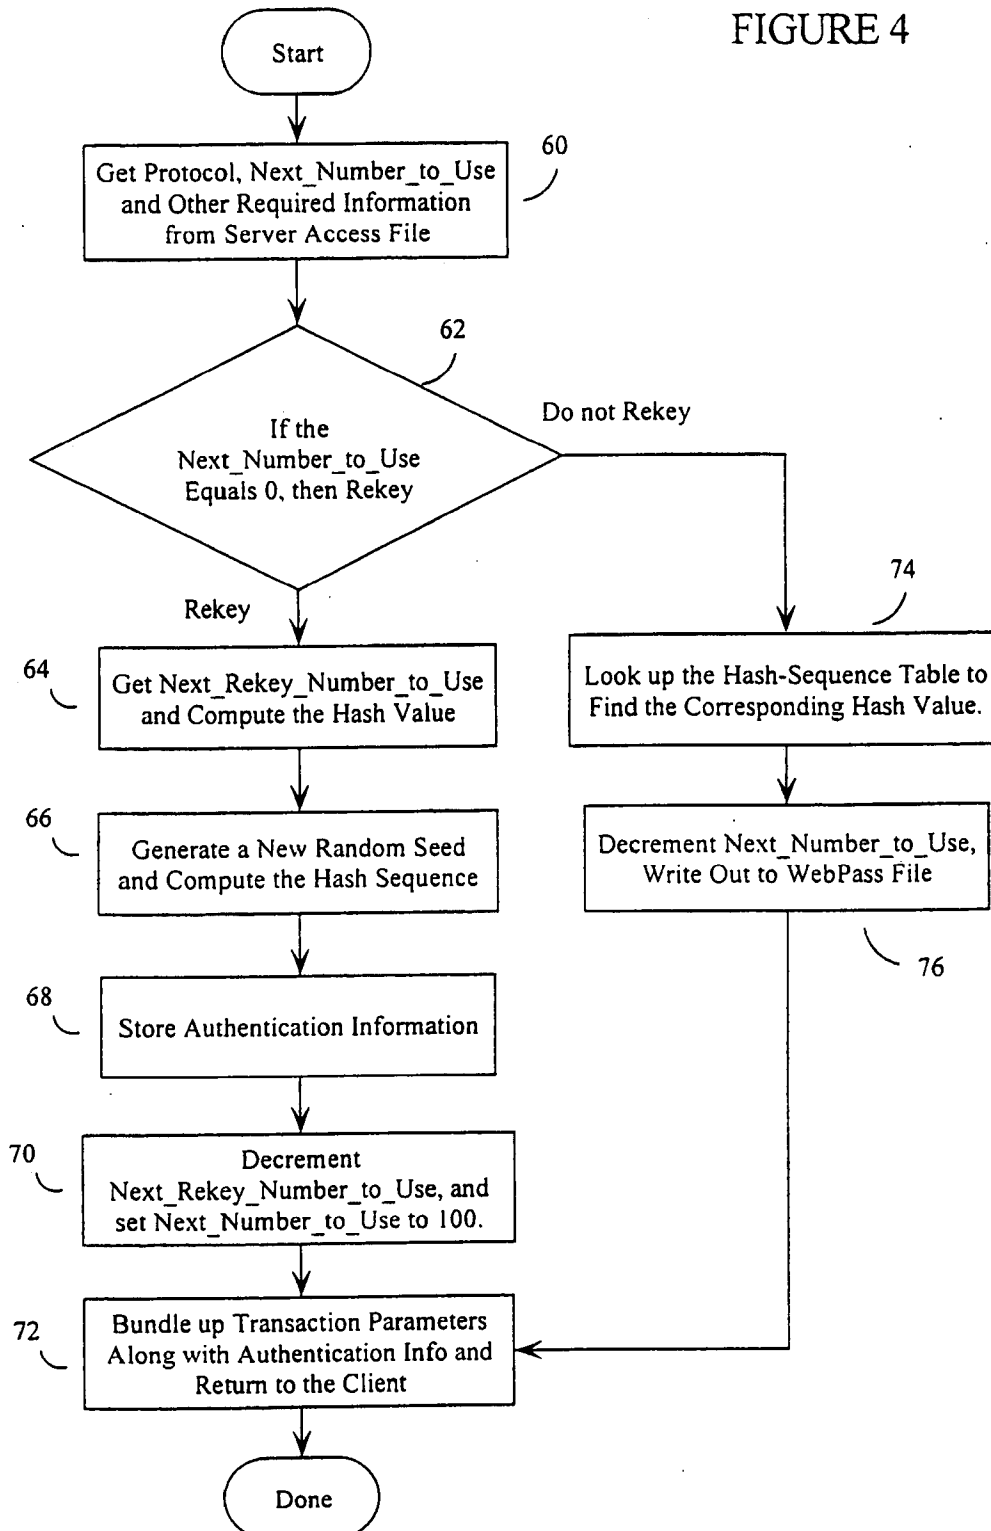 FIGURE 4
Start
60
Get Protocol, Next_Number_to_Use
and Other Required Information
from Server Access File
62
If the
Next_Number_to_Use
Equals 0, then Rekey
Do not Rekey
Rekey
64
Get Next_Rekey_Number_to_Use
and Compute the Hash Value
74
Look up the Hash-Sequence Table to
Find the Corresponding Hash Value.
66
Generate a New Random Seed
and Compute the Hash Sequence
Decrement Next_Number_to_Use,
Write Out to WebPass File
76
68
Store Authentication Information
70
Decrement
Next_Rekey_Number_to_Use, and
set Next_Number_to_Use to 100.
72
Bundle up Transaction Parameters
Along with Authentication Info and
Return to the Client
Done